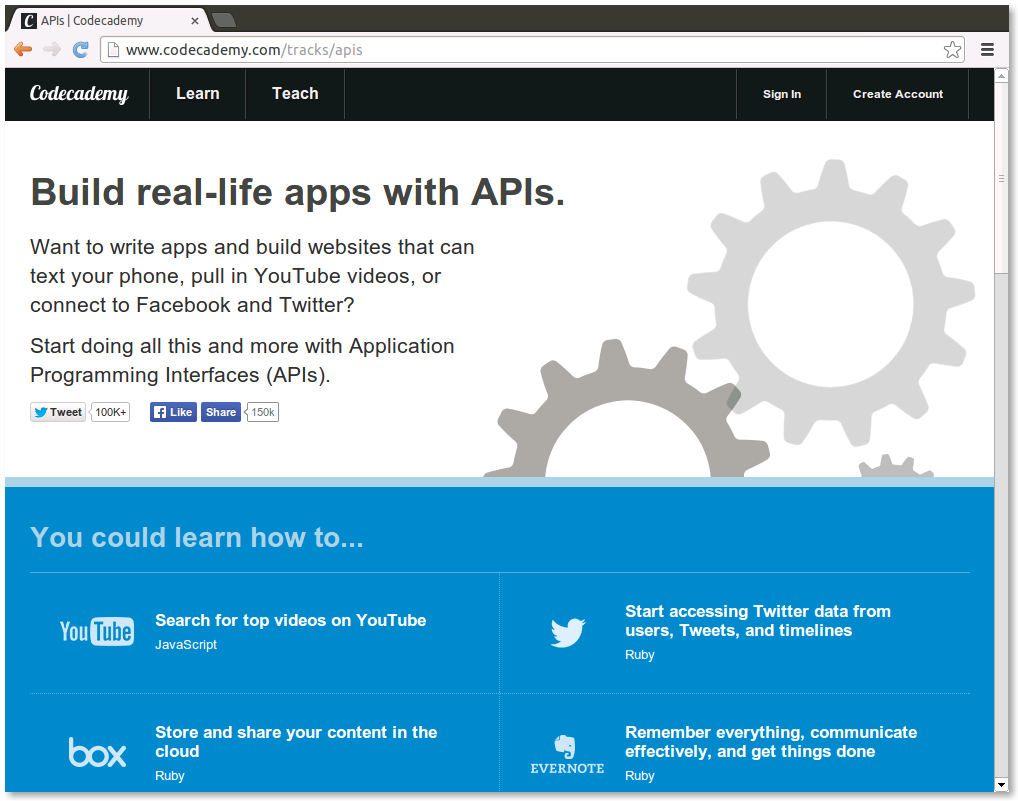 APIs | Codecademy
www.codecademy.com/tracks/apis
Codecademy
Learn
Teach
Sign In
Create Account
Build real-life apps with APIs.
Want to write apps and build websites that can
text your phone, pull in YouTube videos, or
connect to Facebook and Twitter?
Start doing all this and more with Application
Programming Interfaces (APIs).
Tweet
100K+
Like
Share
150k
You could learn how to...
YouTube
Search for top videos on YouTube
JavaScript
Start accessing Twitter data from
users, Tweets, and timelines
Ruby
box
Store and share your content in the
cloud
Ruby
EVERNOTE
Remember everything, communicate
effectively, and get things done
Ruby